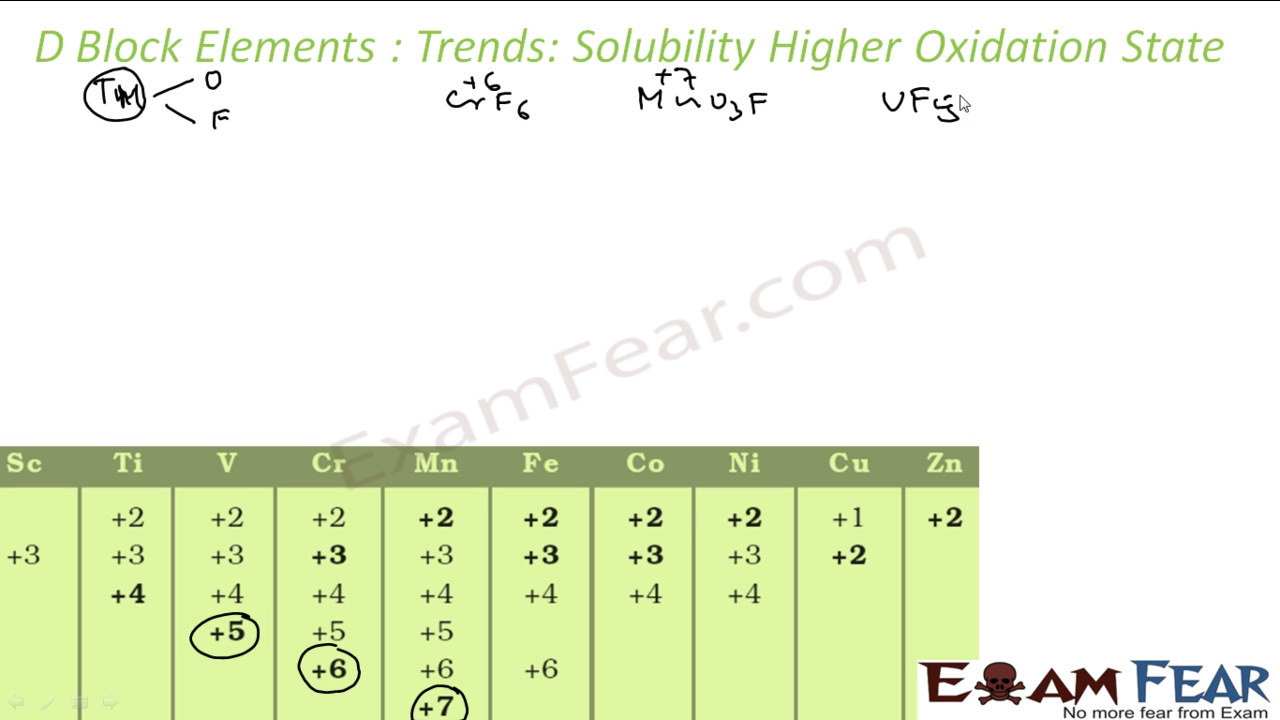 D Block Elements : Trends: Solubility Higher Oxidation State
TM O F
+6 +7
CrF6 MnO3F VF5
ExamFear.com
Sc Ti V Cr Mn Fe Co Ni Cu Zn
+2 +2 +2 +2 +2 +2 +2 +1 +2
+3 +3 +3 +3 +3 +3 +3 +3 +2
+4 +4 +4 +4 +4 +4 +4
+5 +5 +5
+6 +6 +6
+7
EXAM FEAR
No more fear from Exam